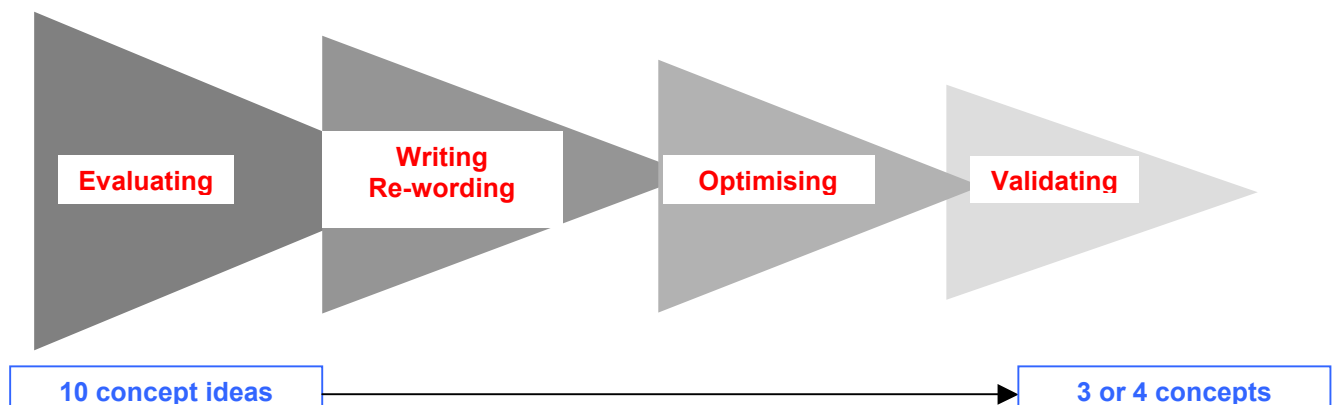 Evaluating
Writing
Re-wording
Optimising
Validating
10 concept ideas
3 or 4 concepts